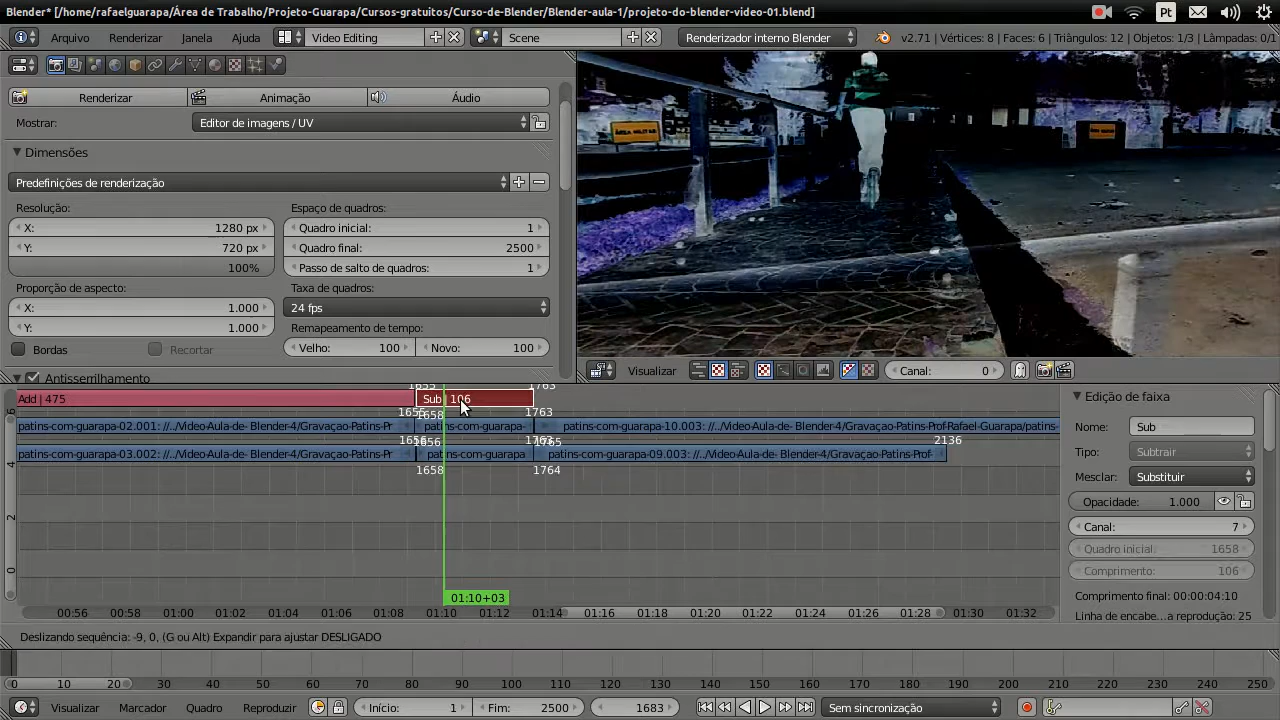 Blender* [/home/rafaelguarapa/Área de Trabalho/Projeto-Guarapa/Cursos-gratuitos/Curso-de-Blender/Blender-aula-1/projeto-do-blender-video-01.blend]
Pt
Arquivo Renderizar Janela Ajuda Video Editing Scene Renderizador interno Blender v2.71 | Vértices: 8 | Faces: 6 | Triângulos: 12 | Objetos: 1/3 | Lâmpadas: 0/1
Renderizar Animação Áudio
Mostrar: Editor de imagens / UV
Dimensões
Predefinições de renderização
Resolução: Espaço de quadros:
X: 1280 px Quadro inicial: 1
Y: 720 px Quadro final: 2500
100% Passo de salto de quadros: 1
Proporção de aspecto: Taxa de quadros:
X: 1.000 24 fps
Y: 1.000 Remapeamento de tempo:
Bordas Recortar Velho: 100 Novo: 100
Antisserrilhamento
Visualizar Canal: 0
1763
Add | 475 Sub | 106
1658 1763
patins-com-guarapa-02.001: //../Video-Aula-de- Blender-4/Gravaçao-Patins-Pr patins-com-guarapa- patins-com-guarapa-10.003: //../Video-Aula-de- Blender-4/Gravaçao-Patins-Prof-Rafael-Guarapa/patins-
2136
patins-com-guarapa-03.002: //../Video-Aula-de- Blender-4/Gravaçao-Patins-Pr patins-com-guarapa patins-com-guarapa-09.003: //../Video-Aula-de- Blender-4/Gravaçao-Patins-Prof-
1658 1764
6
4
2
0
01:10+03
00:56 00:58 01:00 01:02 01:04 01:06 01:08 01:10 01:12 01:14 01:16 01:18 01:20 01:22 01:24 01:26 01:28 01:30 01:32
Edição de faixa
Nome: Sub
Tipo: Subtrair
Mesclar: Substituir
Opacidade: 1.000
Canal: 7
Quadro inicial: 1658
Comprimento: 106
Comprimento final: 00:00:04:10
Linha de encabe...a reprodução: 25
Deslizando sequência: -9, 0, (G ou Alt) Expandir para ajustar DESLIGADO
0 10 20 30 40 50 60 70 80 90 100 110 120 130 140 150 160 170 180 190 200 210 220 230 240 250
Visualizar Marcador Quadro Reproduzir Início: 1 Fim: 2500 1683 Sem sincronização